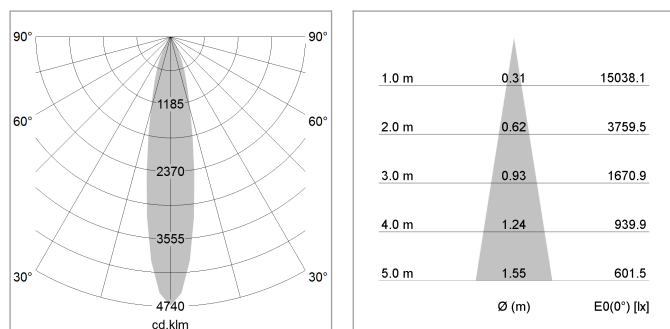 90° 90°
1185
60° 60°
2370
3555
30° 30°
4740
cd.klm
1.0 m 0.31 15038.1
2.0 m 0.62 3759.5
3.0 m 0.93 1670.9
4.0 m 1.24 939.9
5.0 m 1.55 601.5
Ø (m) E0(0°) [lx]